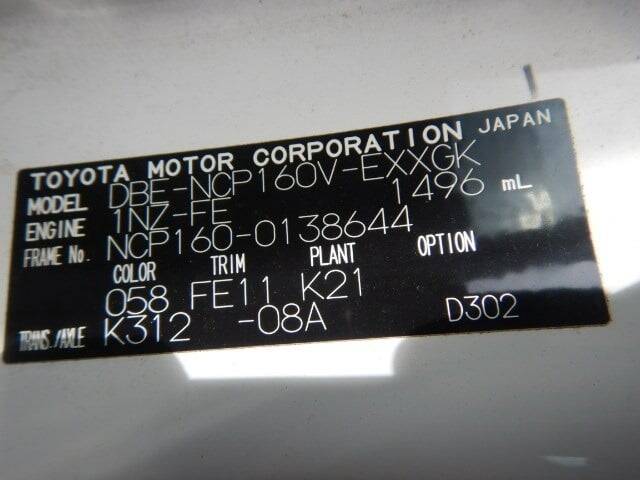 TOYOTA MOTOR CORPORATION JAPAN
MODEL DBE-NCP160V-EXXGK
ENGINE 1NZ-FE 1496 mL
FRAME No. NCP160-0138644
COLOR TRIM PLANT OPTION
058 FE11 K21
TRANS./AXLE K312 -08A D302